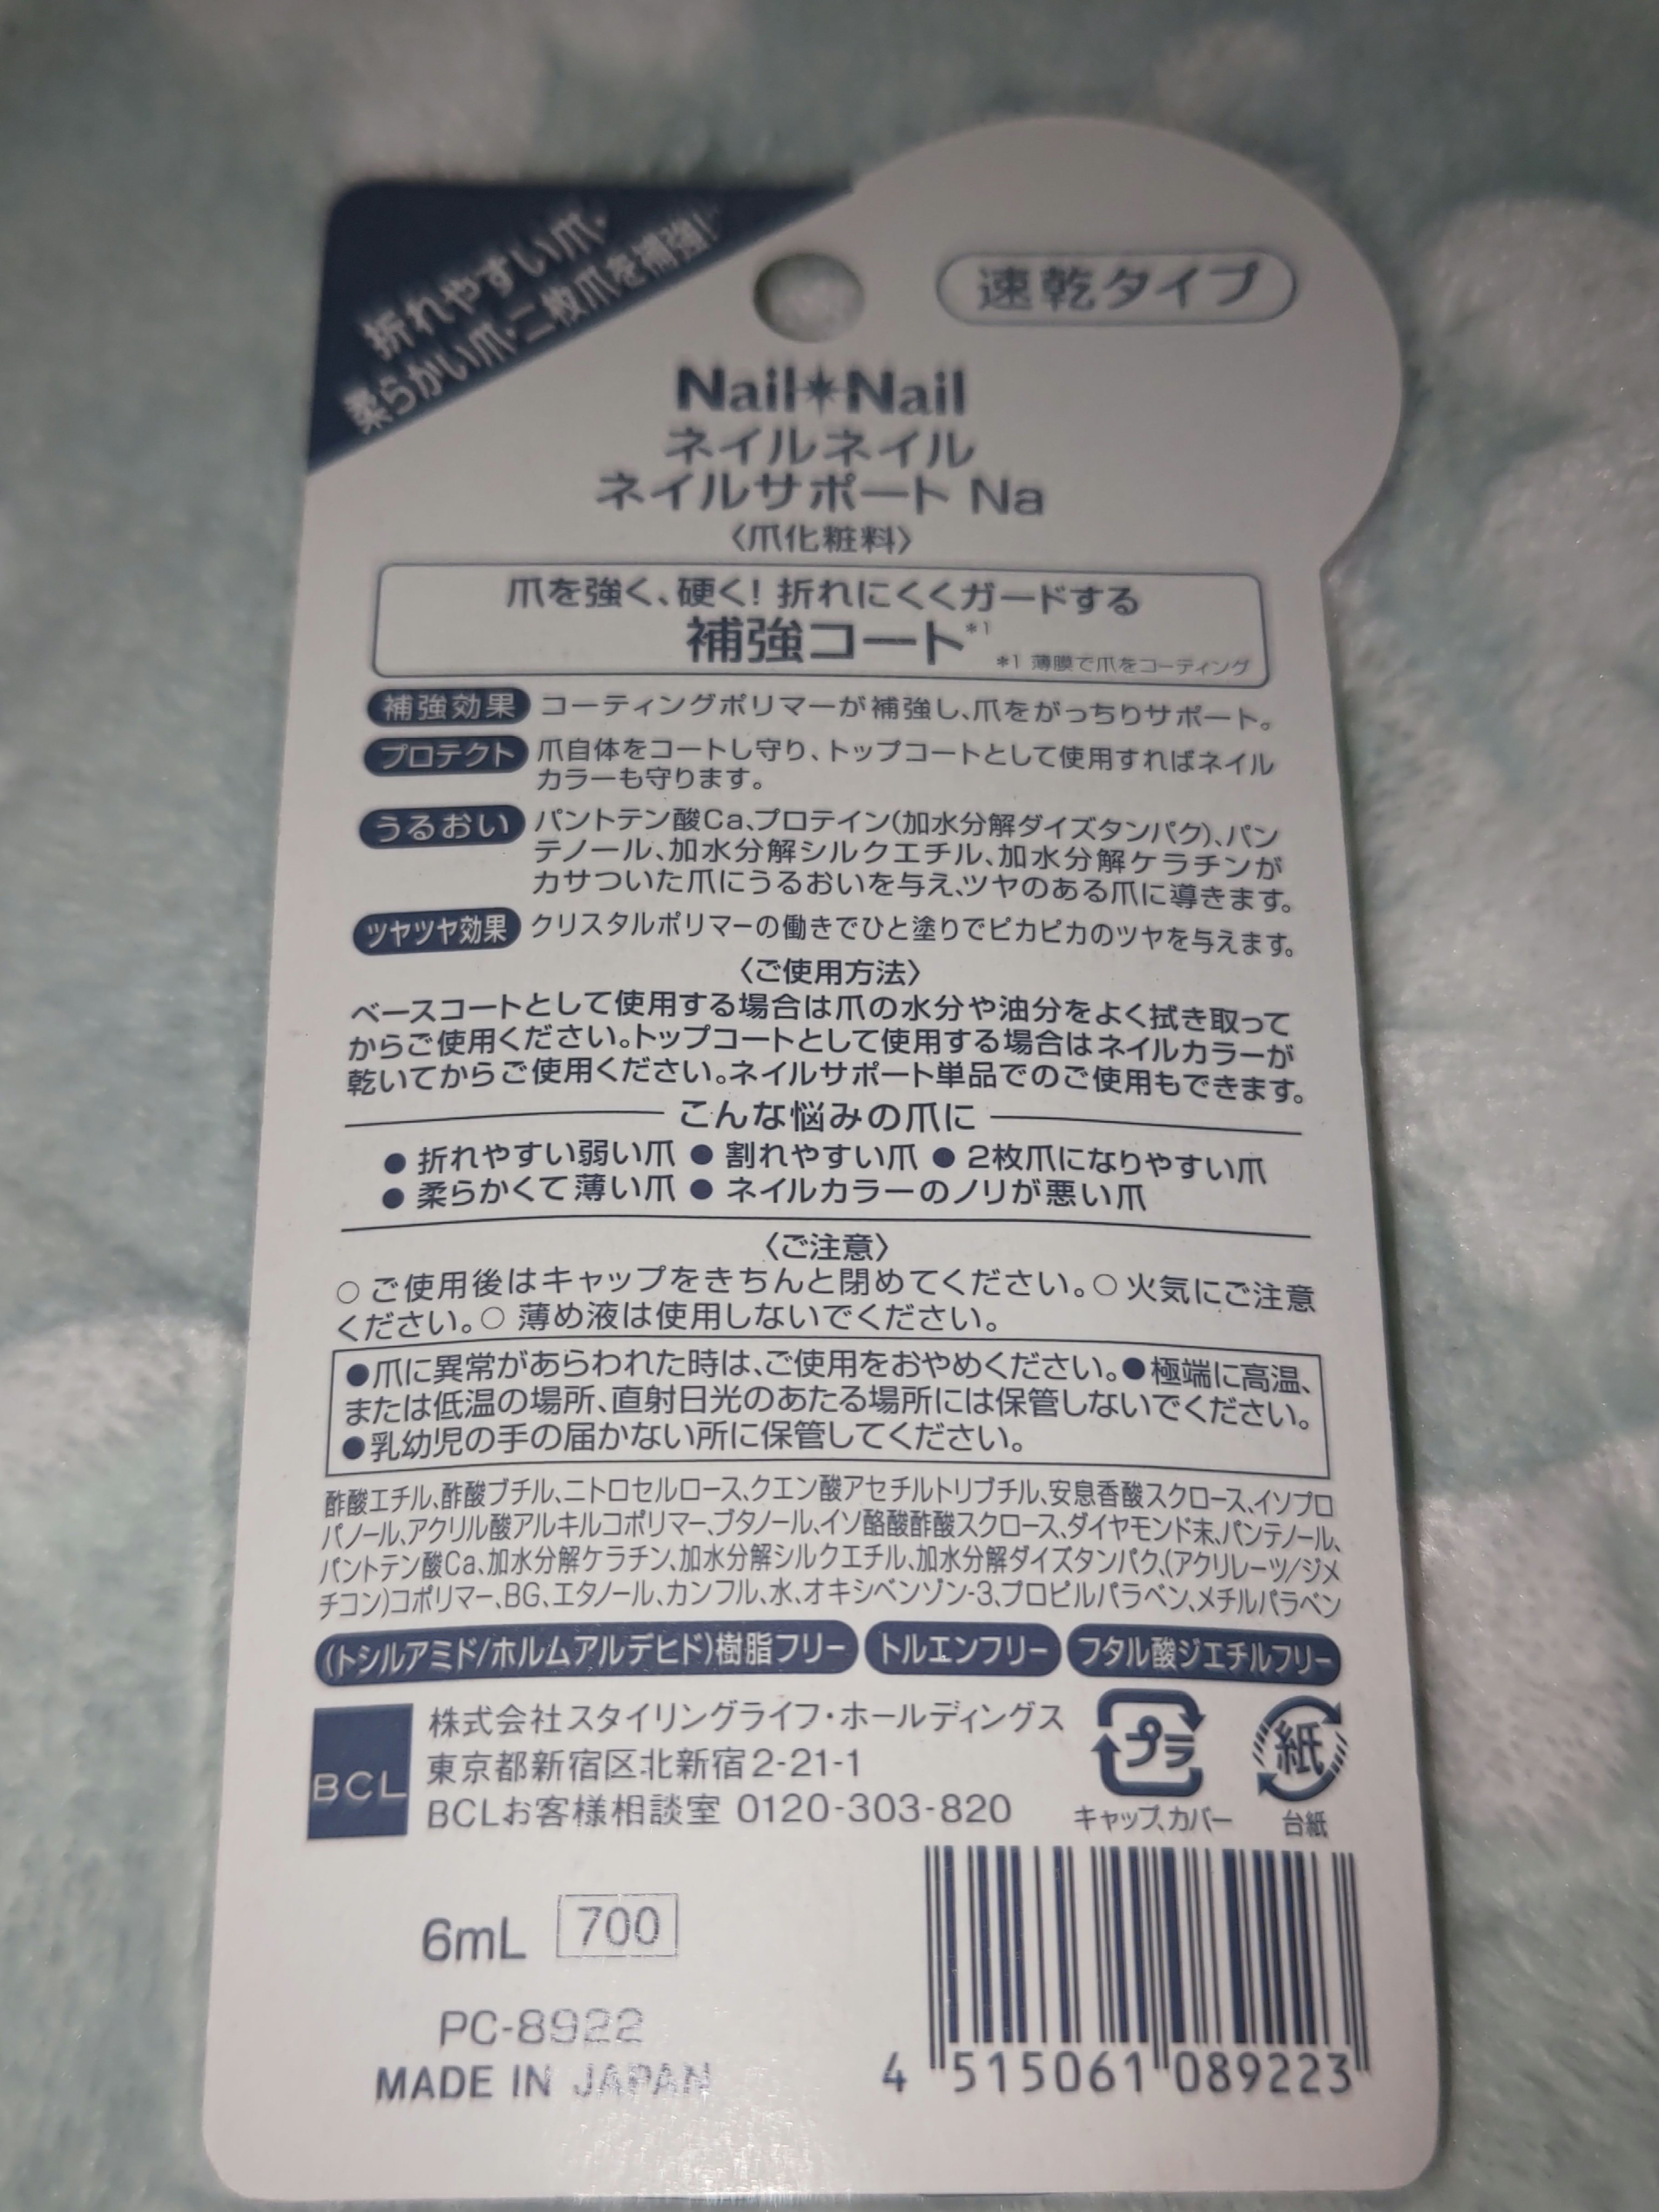 折れやすい爪・
柔らかい爪・二枚爪を補強!
速乾タイプ
Nail✴Nail
ネイルネイル
ネイルサポート Na
〈爪化粧料〉
爪を強く、硬く! 折れにくくガードする
補強コート*1
*1 薄膜で爪をコーティング
補強効果 コーティングポリマーが補強し、爪をがっちりサポート。
プロテクト 爪自体をコートし守り、トップコートとして使用すればネイル
カラーも守ります。
うるおい パントテン酸Ca、プロテイン(加水分解ダイズタンパク)、パン
テノール、加水分解シルクエチル、加水分解ケラチンが
カサついた爪にうるおいを与え、ツヤのある爪に導きます。
ツヤツヤ効果 クリスタルポリマーの働きでひと塗りでピカピカのツヤを与えます。
〈ご使用方法〉
ベースコートとして使用する場合は爪の水分や油分をよく拭き取って
からご使用ください。トップコートとして使用する場合はネイルカラーが
乾いてからご使用ください。ネイルサポート単品でのご使用もできます。
こんな悩みの爪に
● 折れやすい弱い爪 ● 割れやすい爪 ● 2枚爪になりやすい爪
● 柔らかくて薄い爪 ● ネイルカラーのノリが悪い爪
〈ご注意〉
○ ご使用後はキャップをきちんと閉めてください。○ 火気にご注意
ください。○ 薄め液は使用しないでください。
●爪に異常があらわれた時は、ご使用をおやめください。●極端に高温、
または低温の場所、直射日光のあたる場所には保管しないでください。
●乳幼児の手の届かない所に保管してください。
酢酸エチル、酢酸ブチル、ニトロセルロース、クエン酸アセチルトリブチル、安息香酸スクロース、イソプロ
パノール、アクリル酸アルキルコポリマー、ブタノール、イソ酪酸酢酸スクロース、ダイヤモンド末、パンテノール、
パントテン酸Ca、加水分解ケラチン、加水分解シルクエチル、加水分解ダイズタンパク、(アクリレーツ/ジメ
チコン)コポリマー、BG、エタノール、カンフル、水、オキシベンゾン-3、プロピルパラベン、メチルパラベン
(トシルアミド/ホルムアルデヒド)樹脂フリー トルエンフリー フタル酸ジエチルフリー
BCL
株式会社スタイリングライフ・ホールディングス
東京都新宿区北新宿2-21-1
BCLお客様相談室 0120-303-820
プラ
キャップ、カバー
紙
台紙
6mL 700
PC-8922
MADE IN JAPAN
4 515061 089223